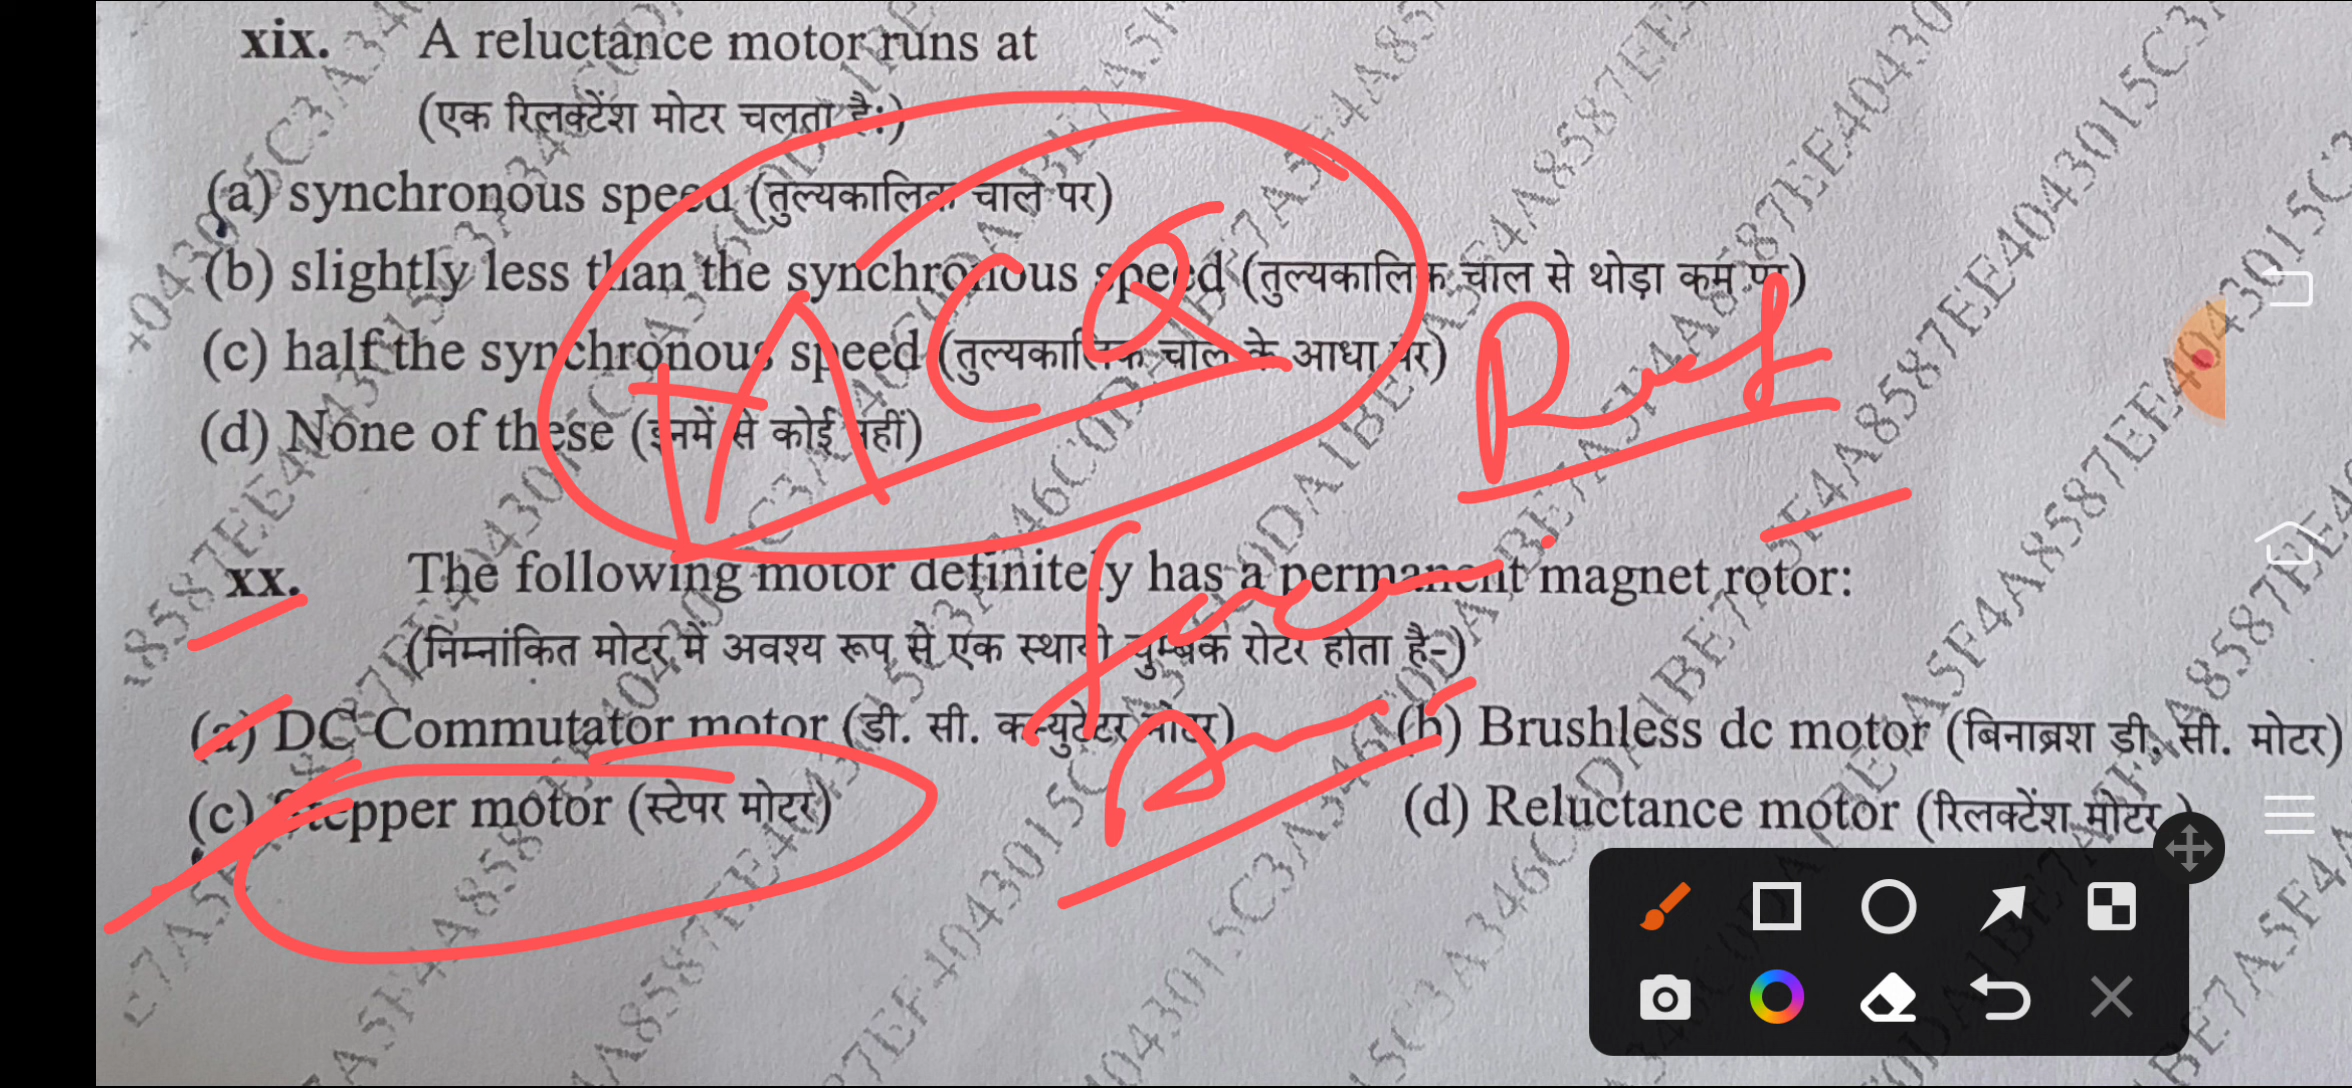 xix. A reluctance motor runs at
(एक रिलक्टेंश मोटर चलता है:)
(a) synchronous speed (तुल्यकालिक चाल पर)
(b) slightly less than the synchronous speed (तुल्यकालिक चाल से थोड़ा कम पर)
(c) half the synchronous speed (तुल्यकालिक चाल के आधा पर)
(d) None of these (इनमें से कोई नहीं)
xx. The following motor definitely has a permanent magnet rotor:
(निम्नांकित मोटर में अवश्य रूप से एक स्थायी चुम्बक रोटर होता है-)
(a) DC Commutator motor (डी. सी. कम्युटेटर मोटर) (b) Brushless dc motor (बिनाब्रश डी. सी. मोटर)
(c) Stepper motor (स्टेपर मोटर) (d) Reluctance motor (रिलक्टेंश मोटर )